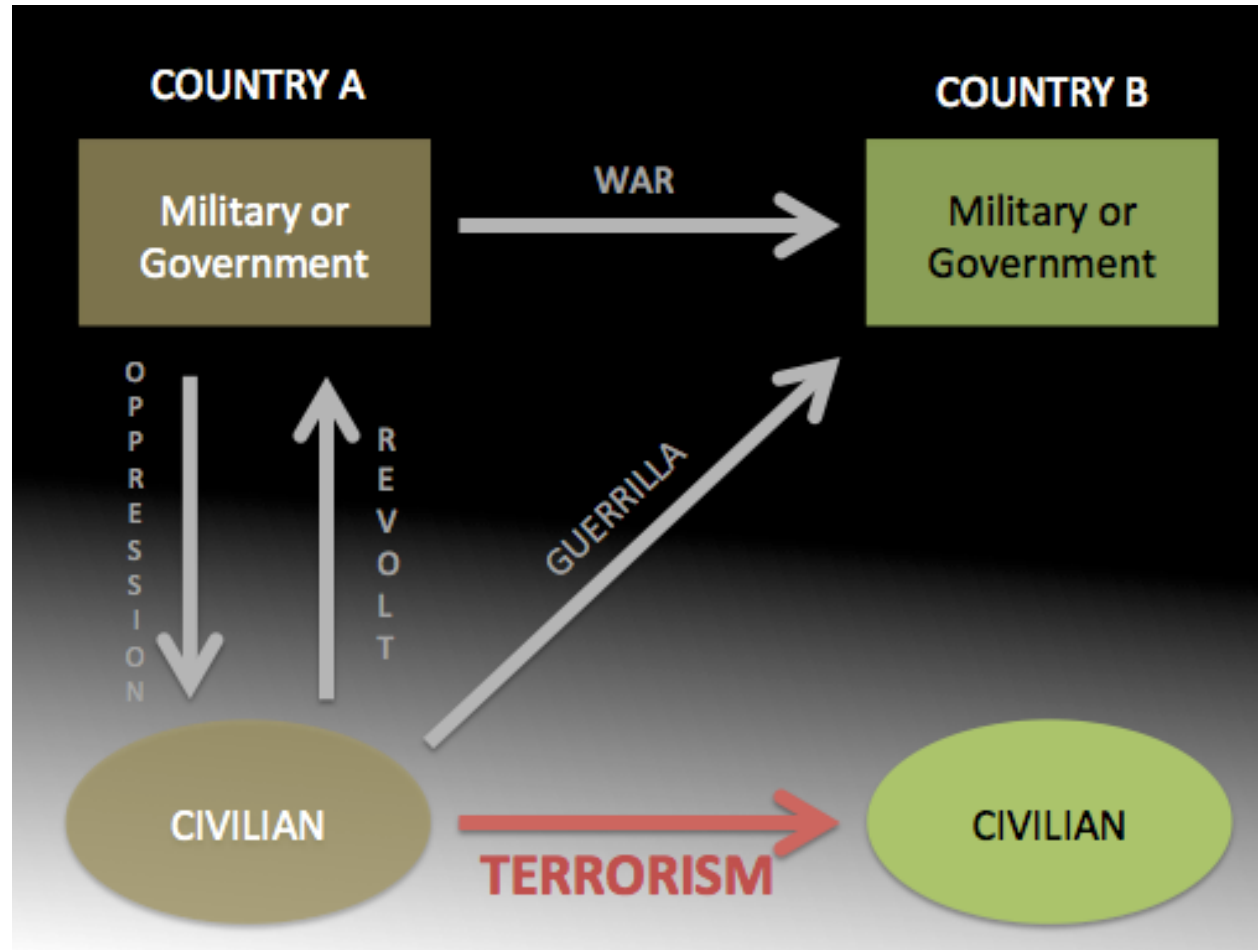 COUNTRY A
COUNTRY B
Military or
Government
WAR
Military or
Government
OPPRESSION
REVOLT
GUERRILLA
CIVILIAN
TERRORISM
CIVILIAN